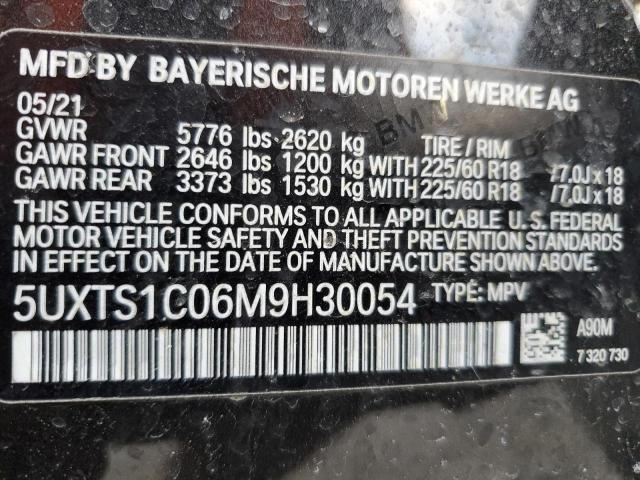 MFD BY BAYERISCHE MOTOREN WERKE AG
05/21
GVWR 5776 lbs 2620 kg TIRE / RIM
GAWR FRONT 2646 lbs 1200 kg WITH 225/60 R18 / 7.0J x 18
GAWR REAR 3373 lbs 1530 kg WITH 225/60 R18 / 7.0J x 18
THIS VEHICLE CONFORMS TO ALL APPLICABLE U.S. FEDERAL
MOTOR VEHICLE SAFETY AND THEFT PREVENTION STANDARDS
IN EFFECT ON THE DATE OF MANUFACTURE SHOWN ABOVE.
5UXTS1C06M9H30054 TYPE: MPV
A90M
7 320 730